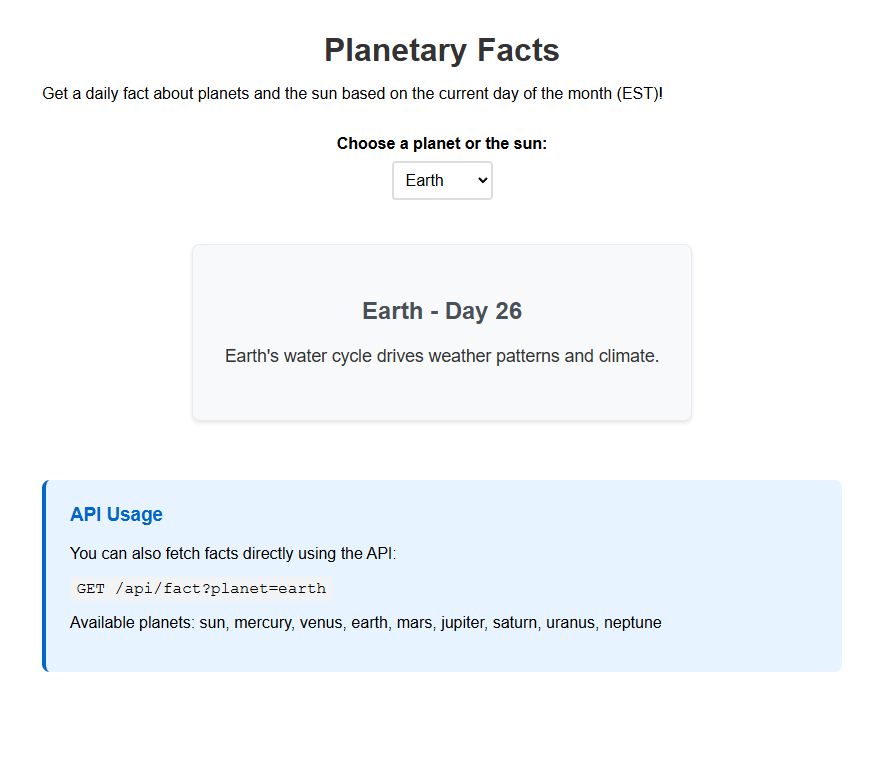 Planetary Facts
Get a daily fact about planets and the sun based on the current day of the month (EST)!
Choose a planet or the sun:
Earth
Earth - Day 26
Earth's water cycle drives weather patterns and climate.
API Usage
You can also fetch facts directly using the API:
GET /api/fact?planet=earth
Available planets: sun, mercury, venus, earth, mars, jupiter, saturn, uranus, neptune